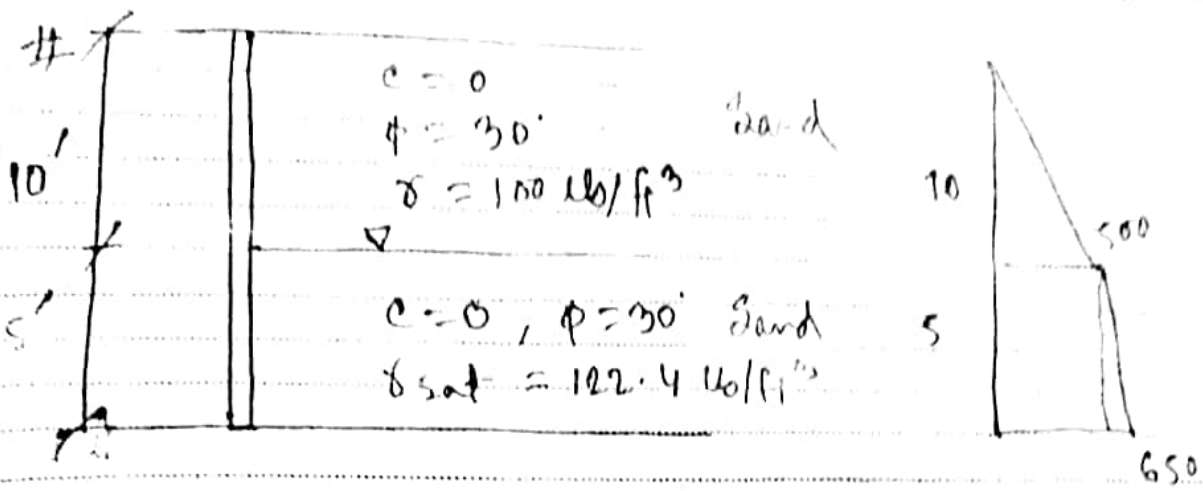 #
c = 0
φ = 30°
Sand
γ = 100 lb/ft³
10'
10
500
5'
c = 0, φ = 30° Sand
γsat = 122.4 lb/ft³
5
650